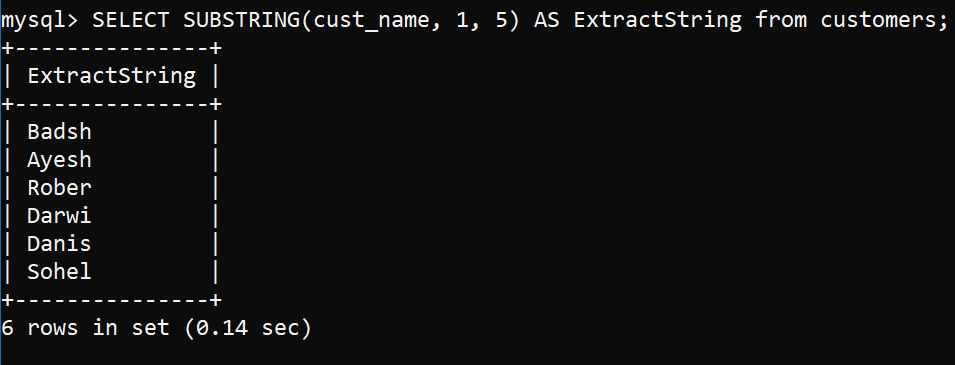 mysql> SELECT SUBSTRING(cust_name, 1, 5) AS ExtractString from customers;
+---------------+
| ExtractString |
+---------------+
| Badsh         |
| Ayesh         |
| Rober         |
| Darwi         |
| Danis         |
| Sohel         |
+---------------+
6 rows in set (0.14 sec)